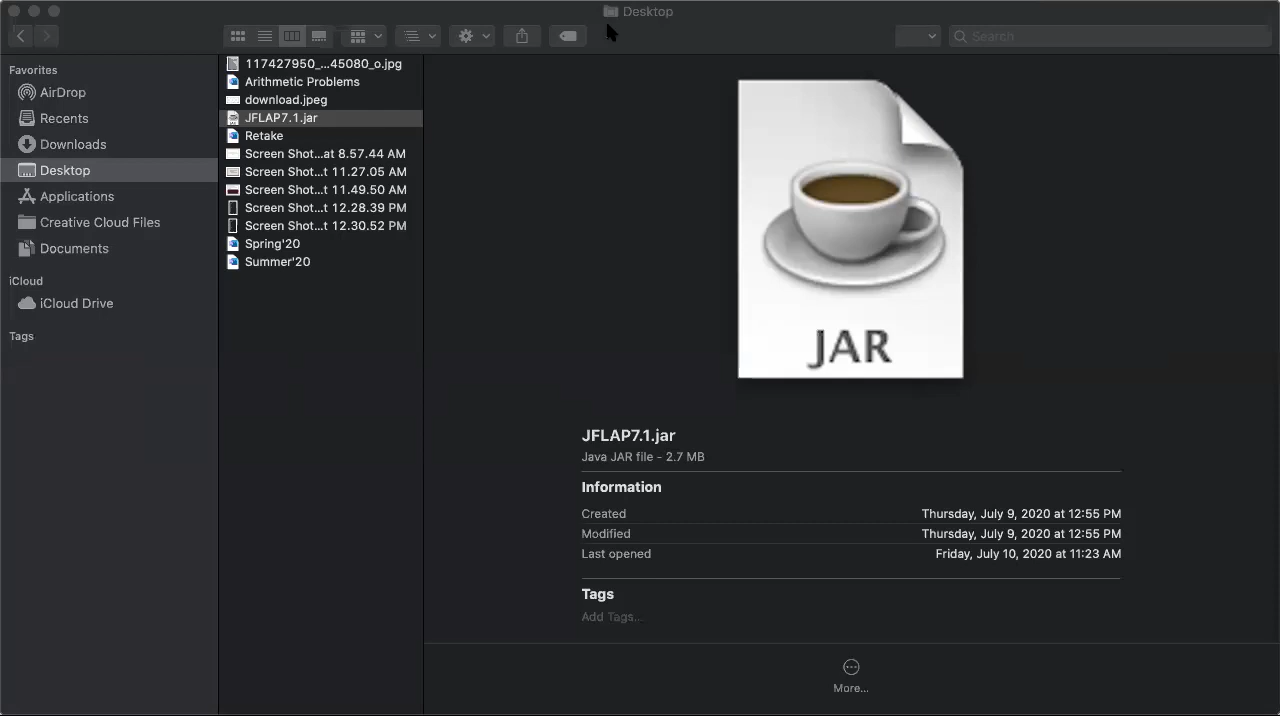 Desktop
Search
Favorites
AirDrop
Recents
Downloads
Desktop
Applications
Creative Cloud Files
Documents
iCloud
iCloud Drive
Tags
117427950_...45080_o.jpg
Arithmetic Problems
download.jpeg
JFLAP7.1.jar
Retake
Screen Shot...at 8.57.44 AM
Screen Shot...t 11.27.05 AM
Screen Shot...t 11.49.50 AM
Screen Shot...t 12.28.39 PM
Screen Shot...t 12.30.52 PM
Spring'20
Summer'20
JAR
JFLAP7.1.jar
Java JAR file - 2.7 MB
Information
Created Thursday, July 9, 2020 at 12:55 PM
Modified Thursday, July 9, 2020 at 12:55 PM
Last opened Friday, July 10, 2020 at 11:23 AM
Tags
Add Tags...
More...